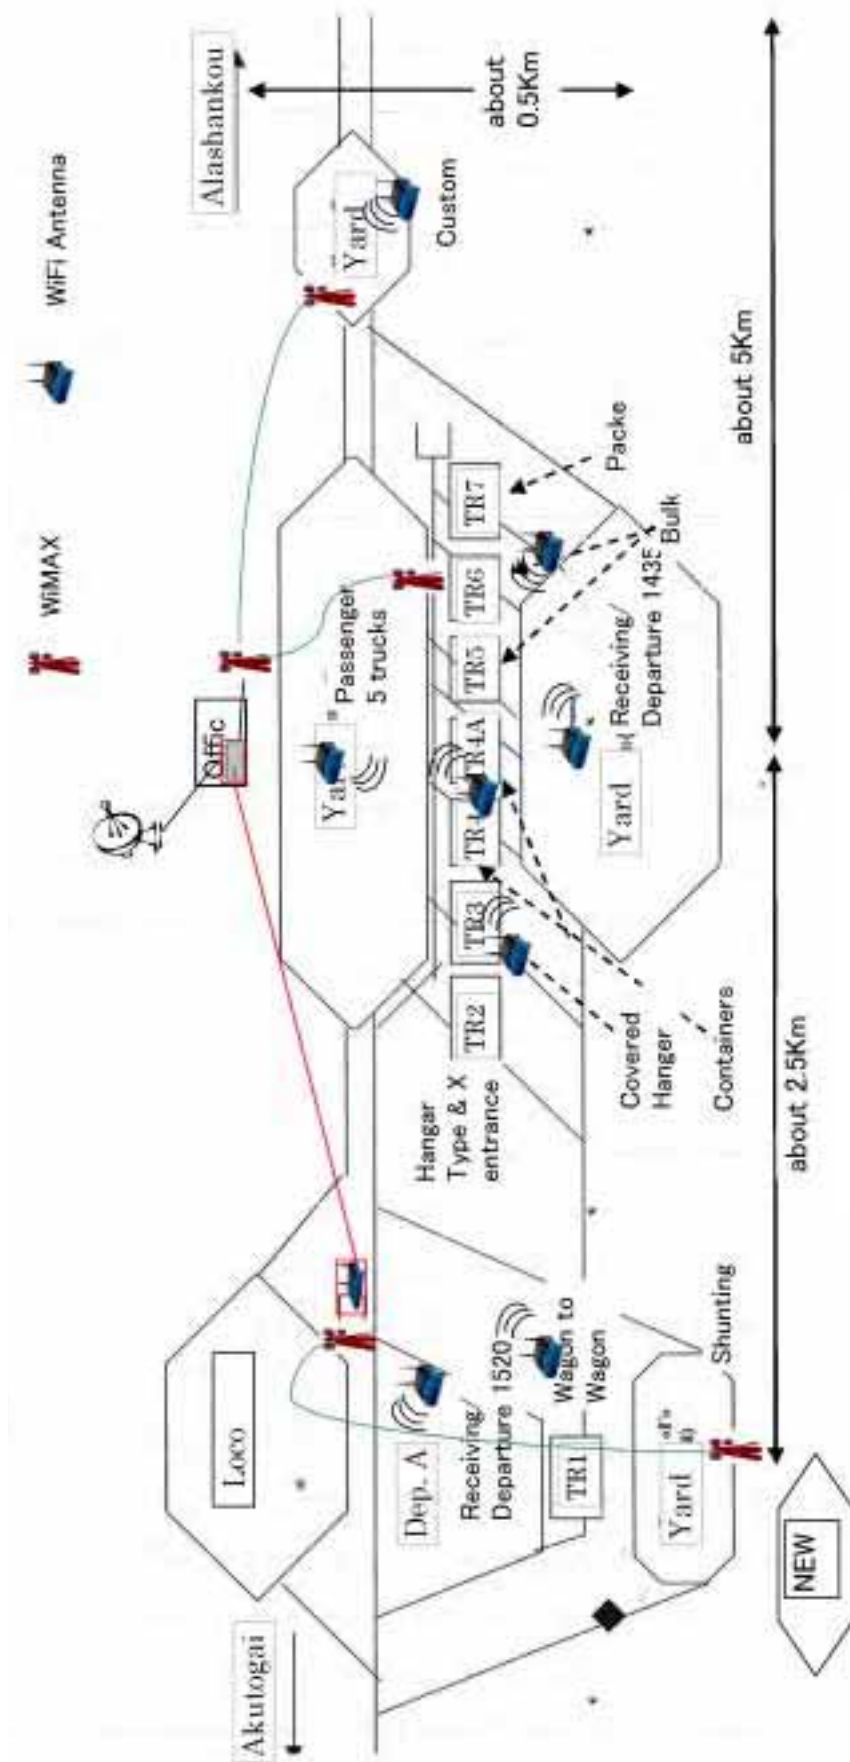 WiMAX
WiFi Antenna
Alashankou
about
0.5Km
Yard
Custom
Offic
Yar
Passenger
5 trucks
TR2
TR3
TR4
TR4A
TR5
TR6
TR7
Packe
Bulk
Yard
Receiving/
Departure 1435
Hangar
Type & X
entrance
Covered
Hanger
Containers
about 5Km
about 2.5Km
Loco
Akutogai
Dep. A
Receiving/
Departure 1520
Wagon to
Wagon
TR1
Yard
Shunting
NEW